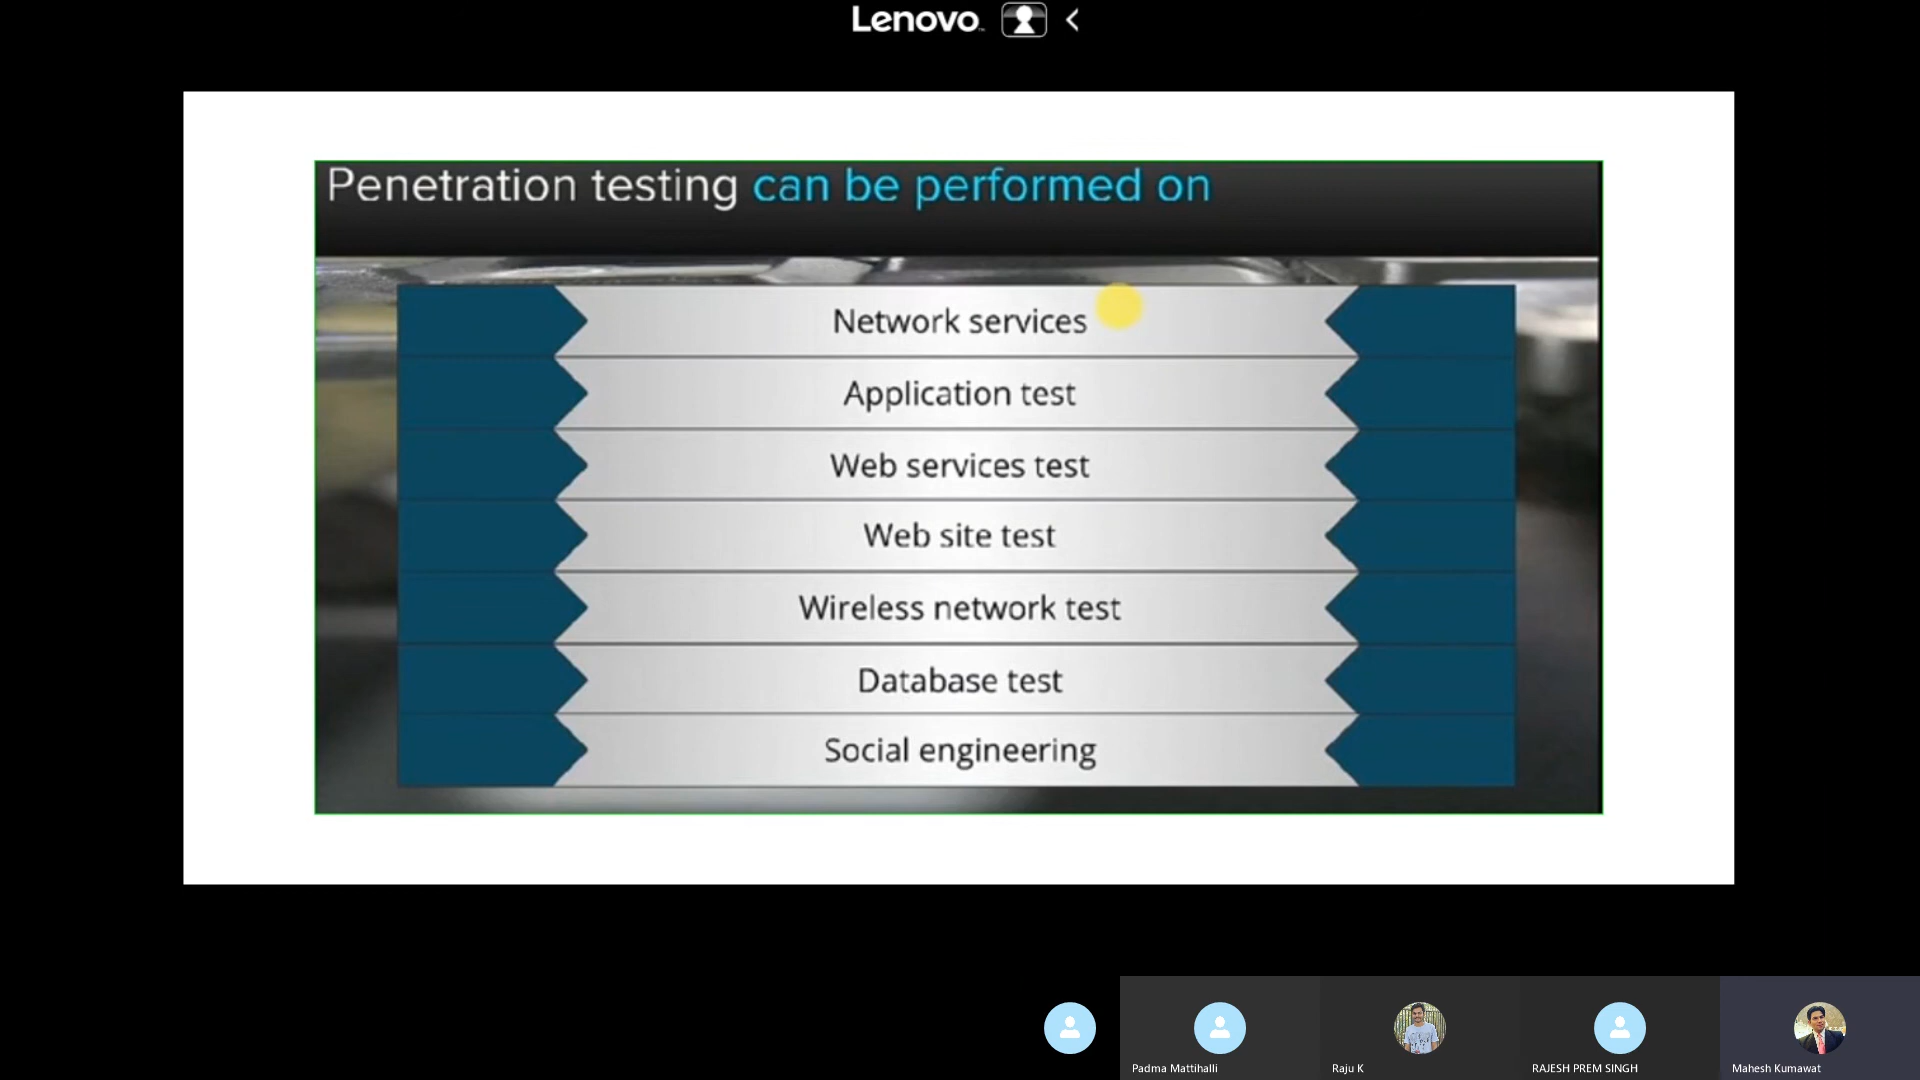 Lenovo
Penetration testing can be performed on
Network services
Application test
Web services test
Web site test
Wireless network test
Database test
Social engineering
Padma Mattihalli
Raju K
RAJESH PREM SINGH
Mahesh Kumawat